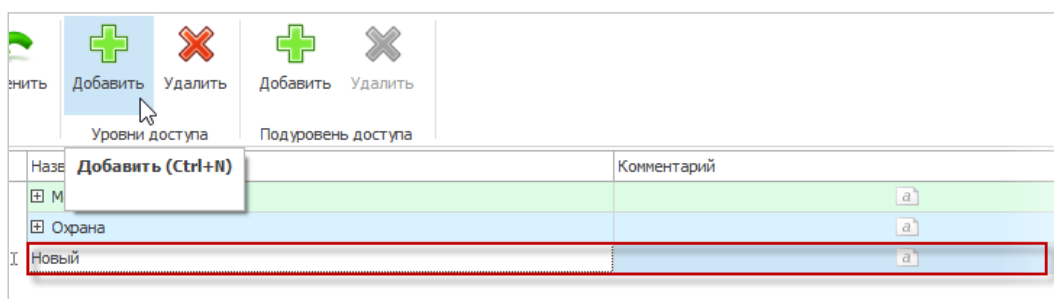 енить Добавить Удалить Добавить Удалить
Уровни доступа Подуровень доступа
Добавить (Ctrl+N)
Назв Комментарий
М a
Охрана a
Новый a